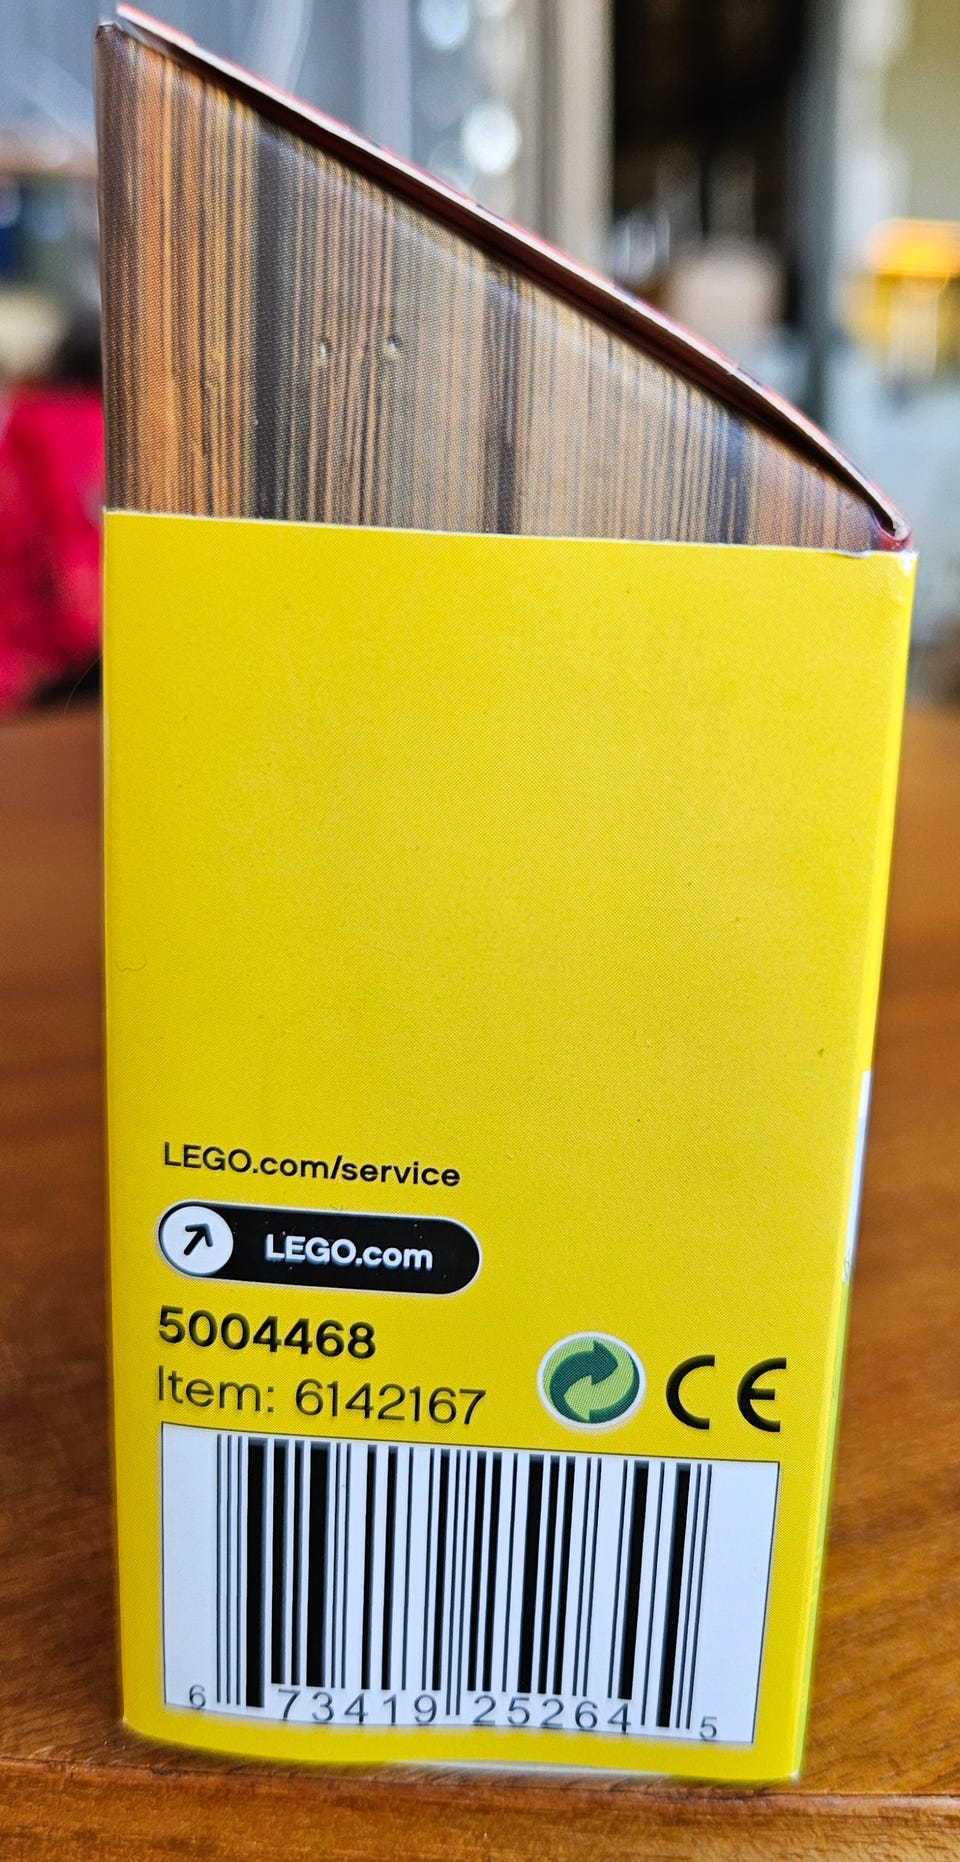 LEGO.com/service
LEGO.com
5004468
Item: 6142167
CE
6 73419 25264 5